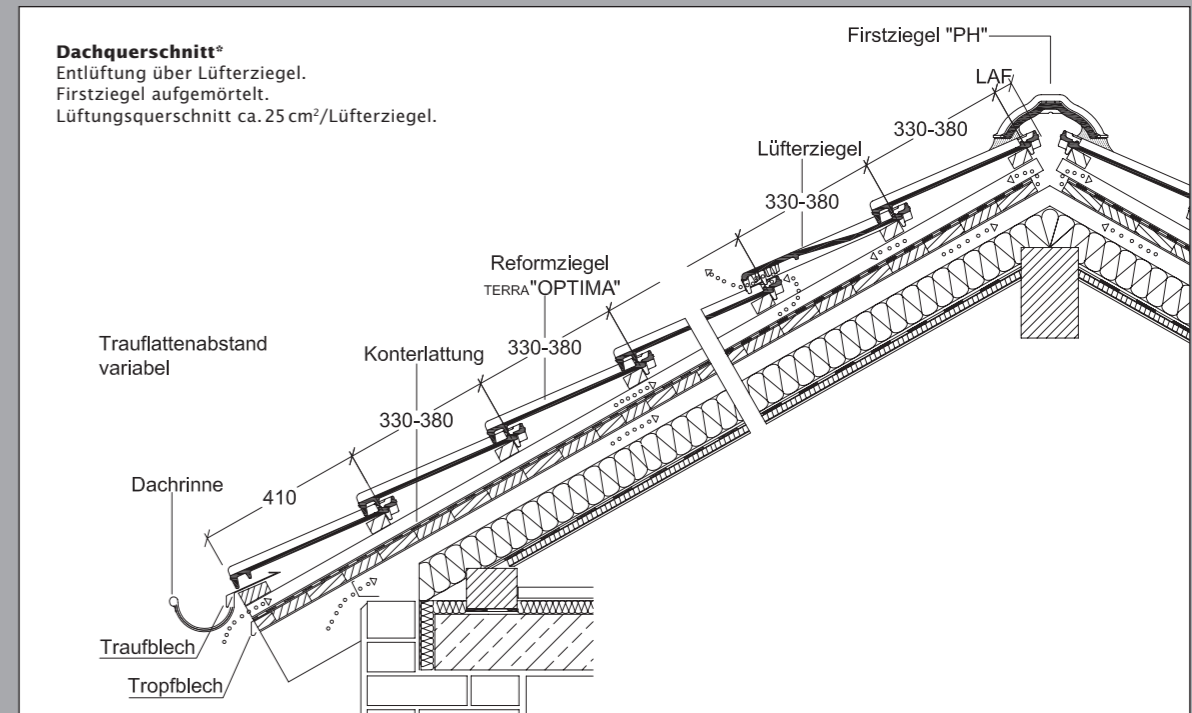 Dachquerschnitt*
Entlüftung über Lüfterziegel.
Firstziegel aufgemörtelt.
Lüftungsquerschnitt ca. 25 cm²/Lüfterziegel.
Firstziegel "PH"
LAF
330-380
Lüfterziegel
330-380
Reformziegel
TERRA "OPTIMA"
330-380
Trauflattenabstand
variabel
Konterlattung
330-380
Dachrinne
410
Traufblech
Tropfblech